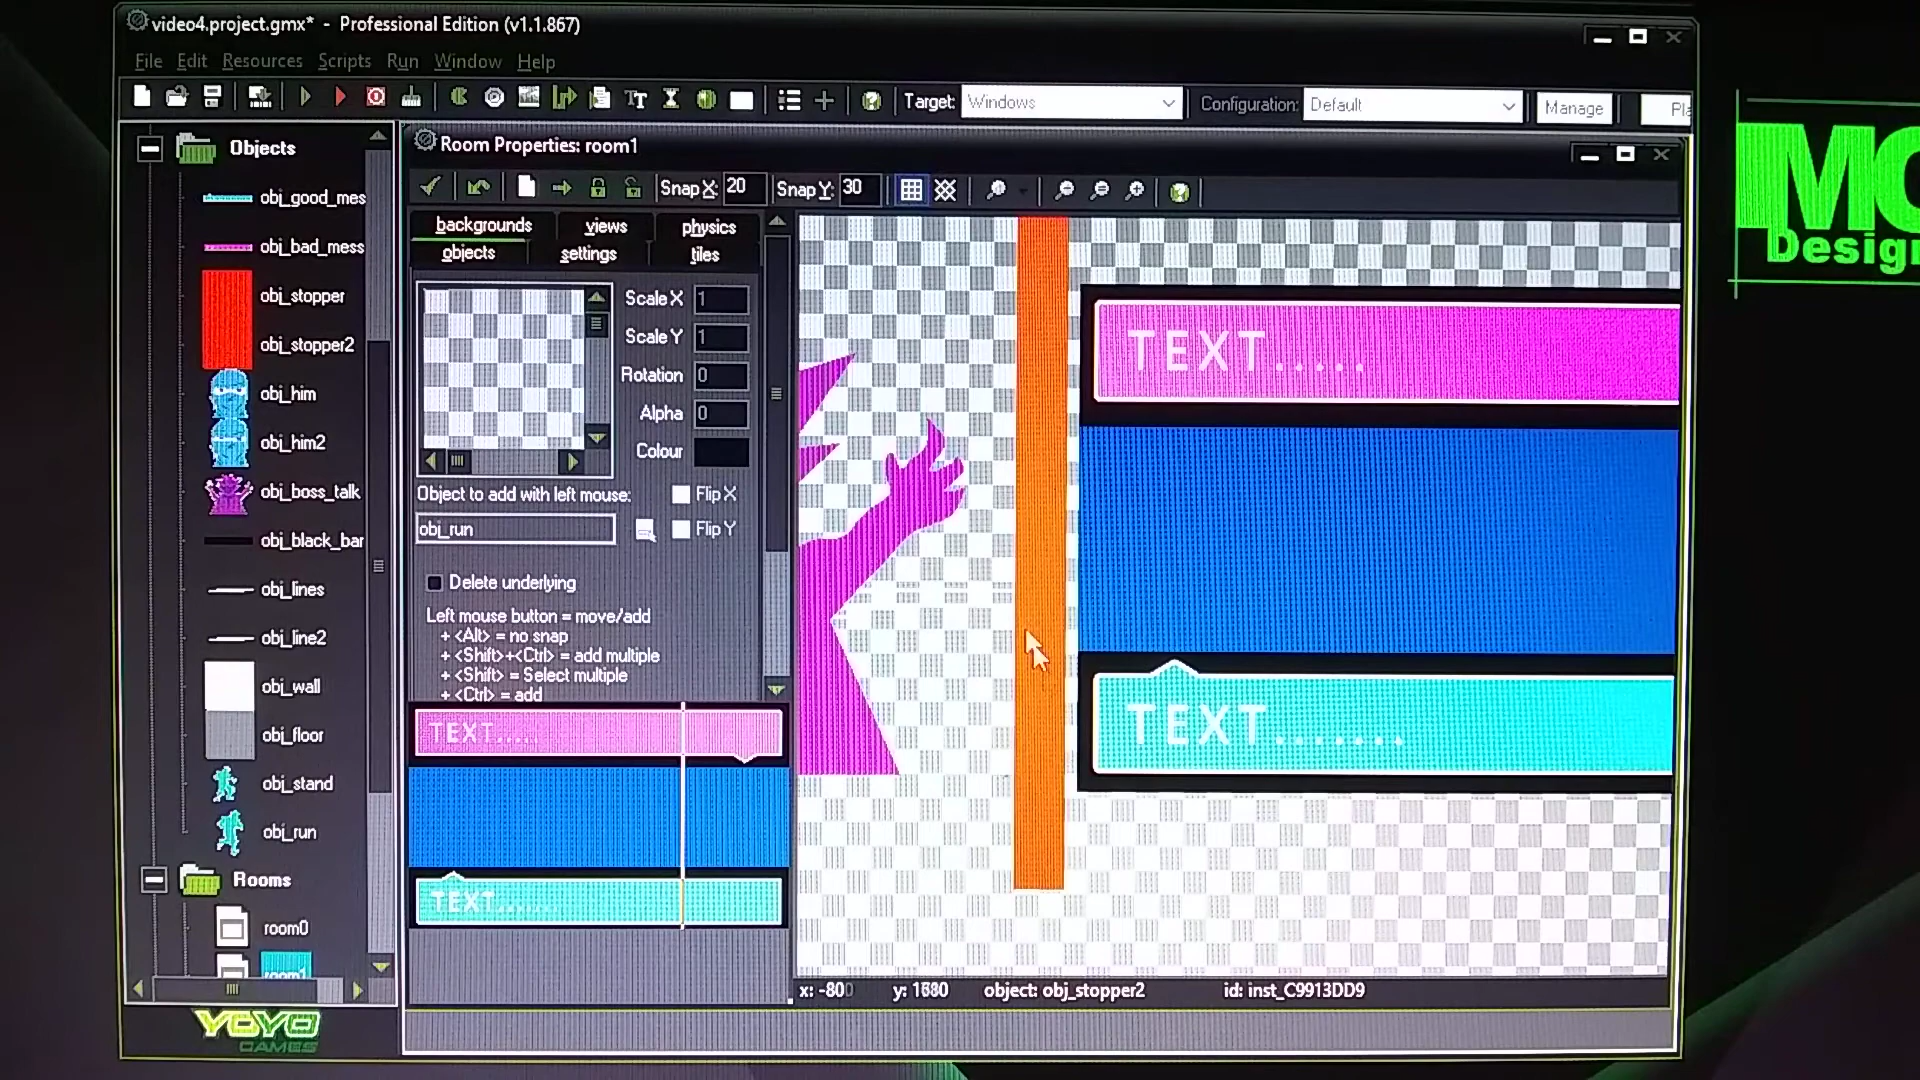 video4.project.gmx* - Professional Edition (v1.1.867)
File Edit Resources Scripts Run Window Help
Target: Windows Configuration: Default Manage
Objects
obj_good_mes
obj_bad_mess
obj_stopper
obj_stopper2
obj_him
obj_him2
obj_boss_talk
obj_black_bar
obj_lines
obj_line2
obj_wall
obj_floor
obj_stand
obj_run
Rooms
room0
room1
YOYO
GAMES
Room Properties: room1
Snap X: 20 Snap Y: 30
backgrounds views physics
objects settings tiles
Scale X 1
Scale Y 1
Rotation 0
Alpha 0
Colour
Object to add with left mouse:
Flip X
obj_run
Flip Y
Delete underlying
Left mouse button = move/add
+ <Alt> = no snap
+ <Shift>+<Ctrl> = add multiple
+ <Shift> = Select multiple
+ <Ctrl> = add
TEXT.....
TEXT.......
TEXT.....
TEXT.......
x: -800 y: object: obj_stopper2 id: inst_C9913DD9
Design